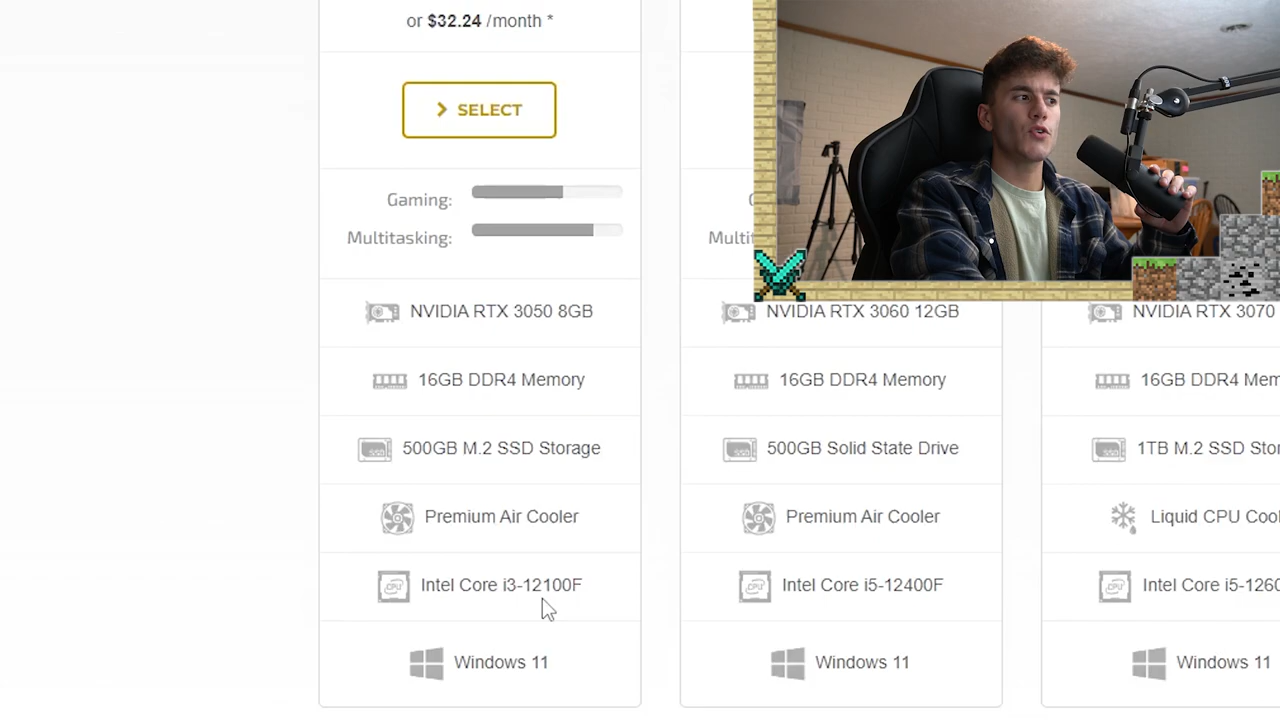 or $32.24 /month *
SELECT
Gaming:
Multitasking:
NVIDIA RTX 3050 8GB
16GB DDR4 Memory
500GB M.2 SSD Storage
Premium Air Cooler
CPU
Intel Core i3-12100F
Windows 11
NVIDIA RTX 3060 12GB
16GB DDR4 Memory
500GB Solid State Drive
Premium Air Cooler
CPU
Intel Core i5-12400F
Windows 11
NVIDIA RTX 3070
16GB DDR4 Mem
1TB M.2 SSD Stor
Liquid CPU Cool
CPU
Intel Core i5-1260
Windows 11